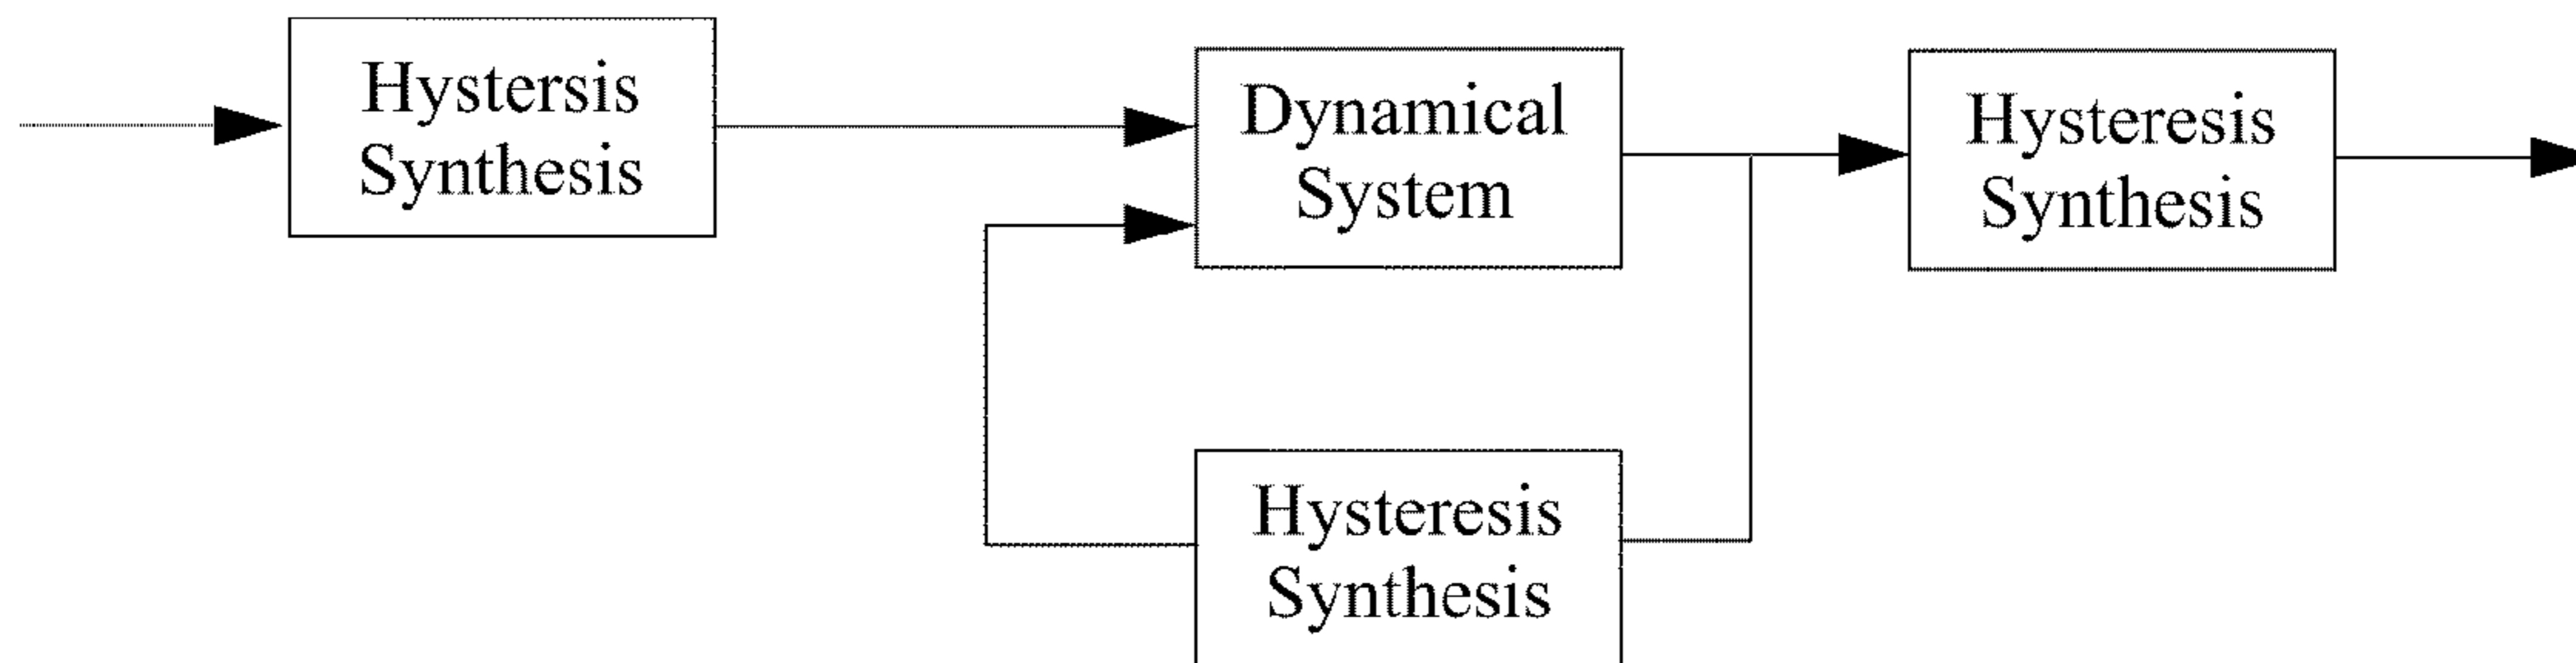 Hystersis
Synthesis
Dynamical
System
Hysteresis
Synthesis
Hysteresis
Synthesis